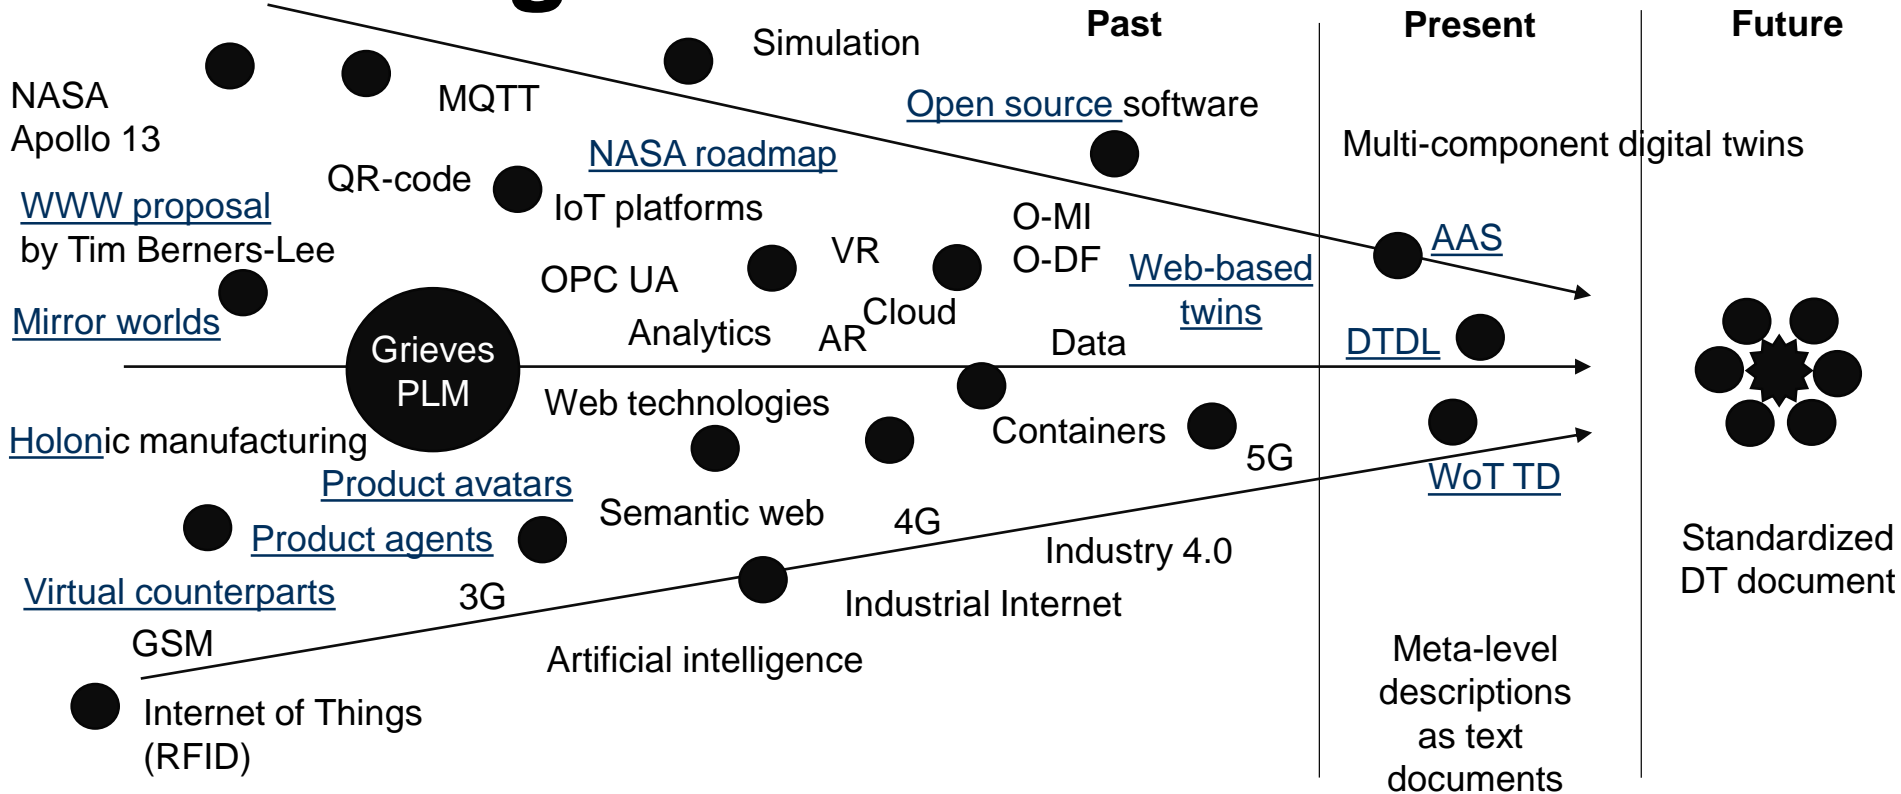 Past
Present
Future
Simulation
NASA
Apollo 13
MQTT
Open source software
Multi-component digital twins
NASA roadmap
QR-code
WWW proposal
by Tim Berners-Lee
IoT platforms
O-MI
O-DF
VR
AAS
OPC UA
Web-based
twins
Mirror worlds
Cloud
Analytics
AR
Data
DTDL
Grieves
PLM
Web technologies
Holonic manufacturing
Containers
5G
WoT TD
Product avatars
Semantic web
4G
Product agents
Industry 4.0
Standardized
DT document
Virtual counterparts
3G
Industrial Internet
GSM
Artificial intelligence
Meta-level
descriptions
as text
documents
Internet of Things
(RFID)